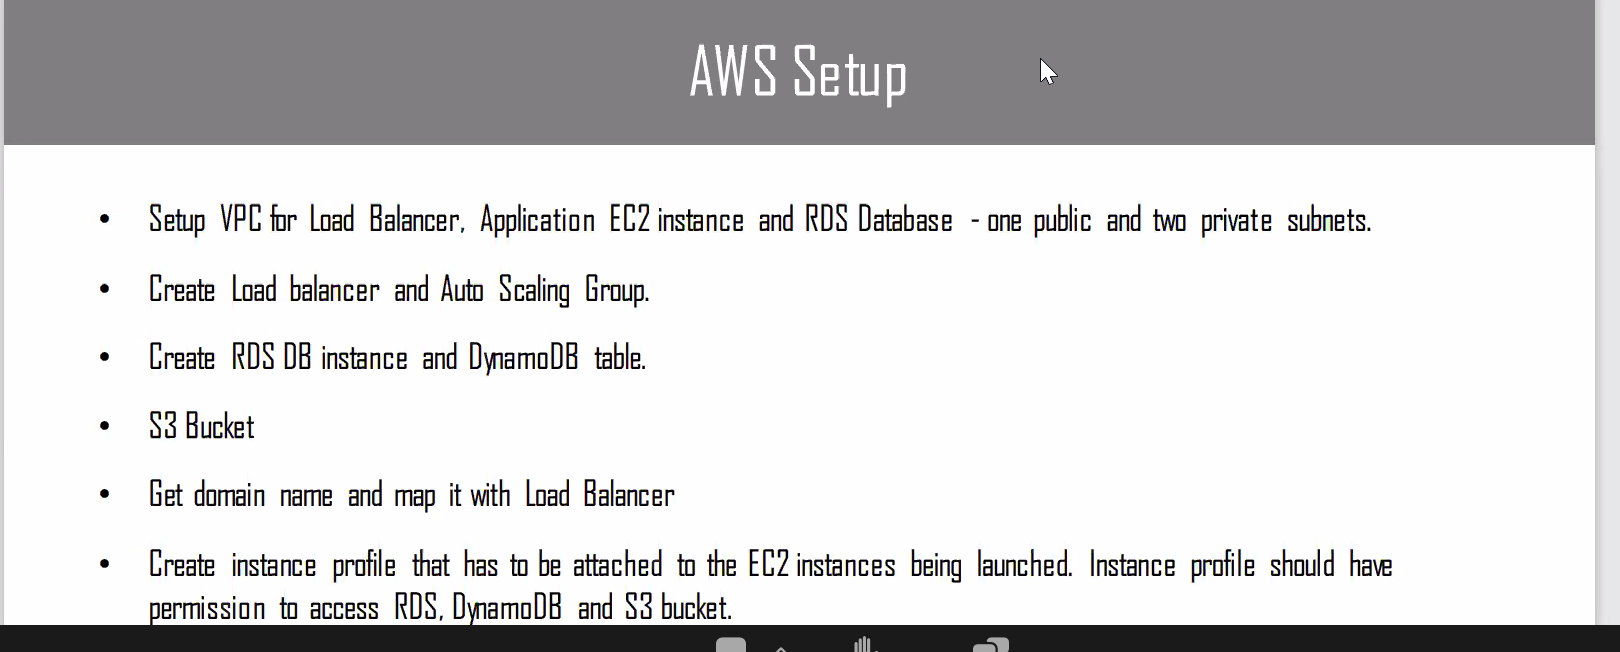 AWS Setup
• Setup VPC for Load Balancer, Application EC2 instance and RDS Database - one public and two private subnets.
• Create Load balancer and Auto Scaling Group.
• Create RDS DB instance and DynamoDB table.
• S3 Bucket
• Get domain name and map it with Load Balancer
• Create instance profile that has to be attached to the EC2 instances being launched. Instance profile should have
permission to access RDS, DynamoDB and S3 bucket.